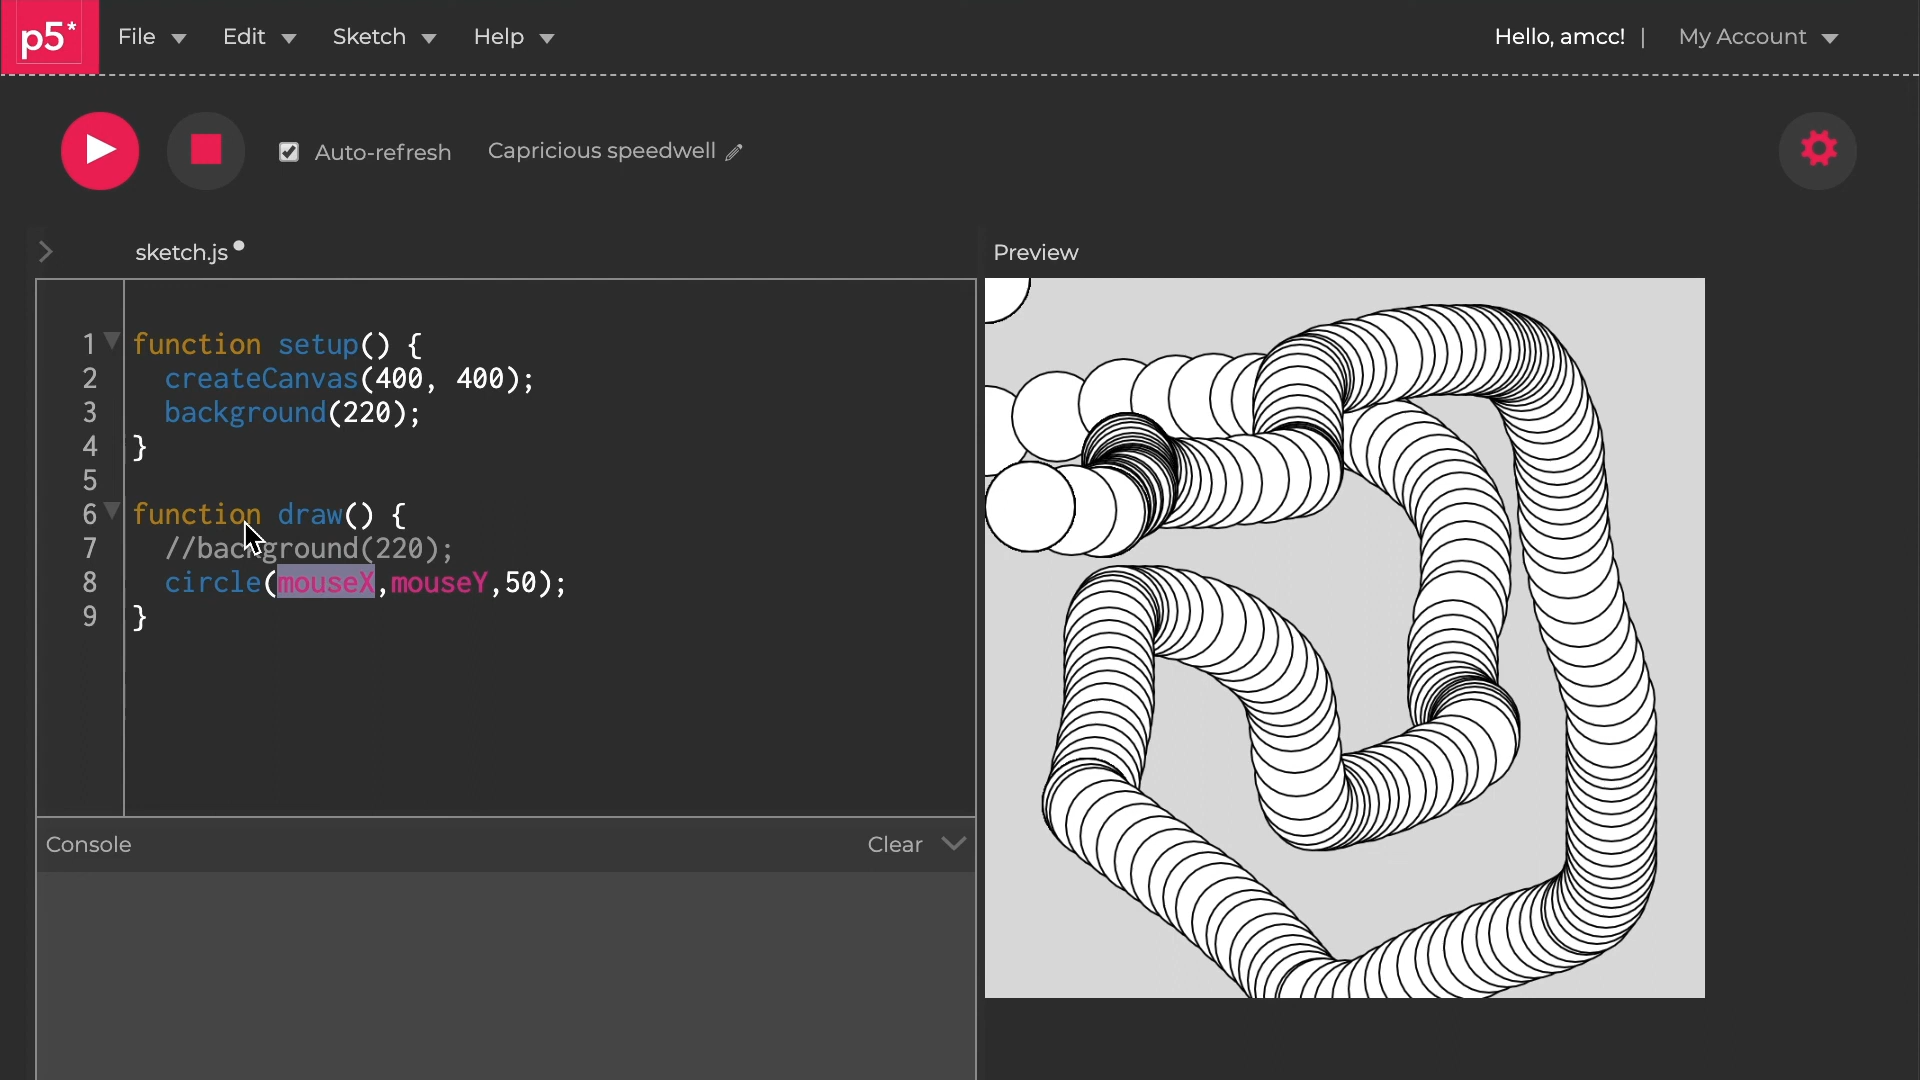 p5* File Edit Sketch Help Hello, amcc! | My Account
Auto-refresh Capricious speedwell
sketch.js Preview
1 function setup() {
2 createCanvas(400, 400);
3 background(220);
4 }
5
6 function draw() {
7 //background(220);
8 circle(mouseX,mouseY,50);
9 }
Console Clear